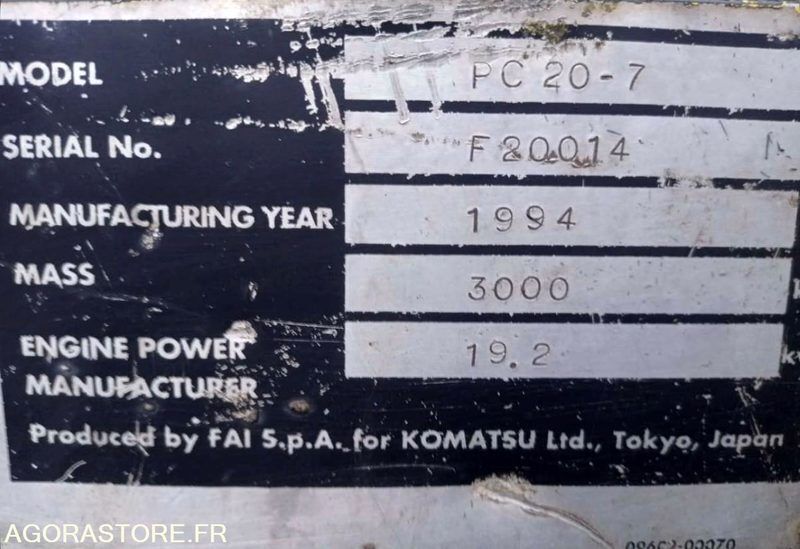 MODEL PC 20-7
SERIAL No. F20014
MANUFACTURING YEAR 1994
MASS 3000
ENGINE POWER 19.2
MANUFACTURER
Produced by FAI S.p.A. for KOMATSU Ltd., Tokyo, Japan
AGORASTORE.FR